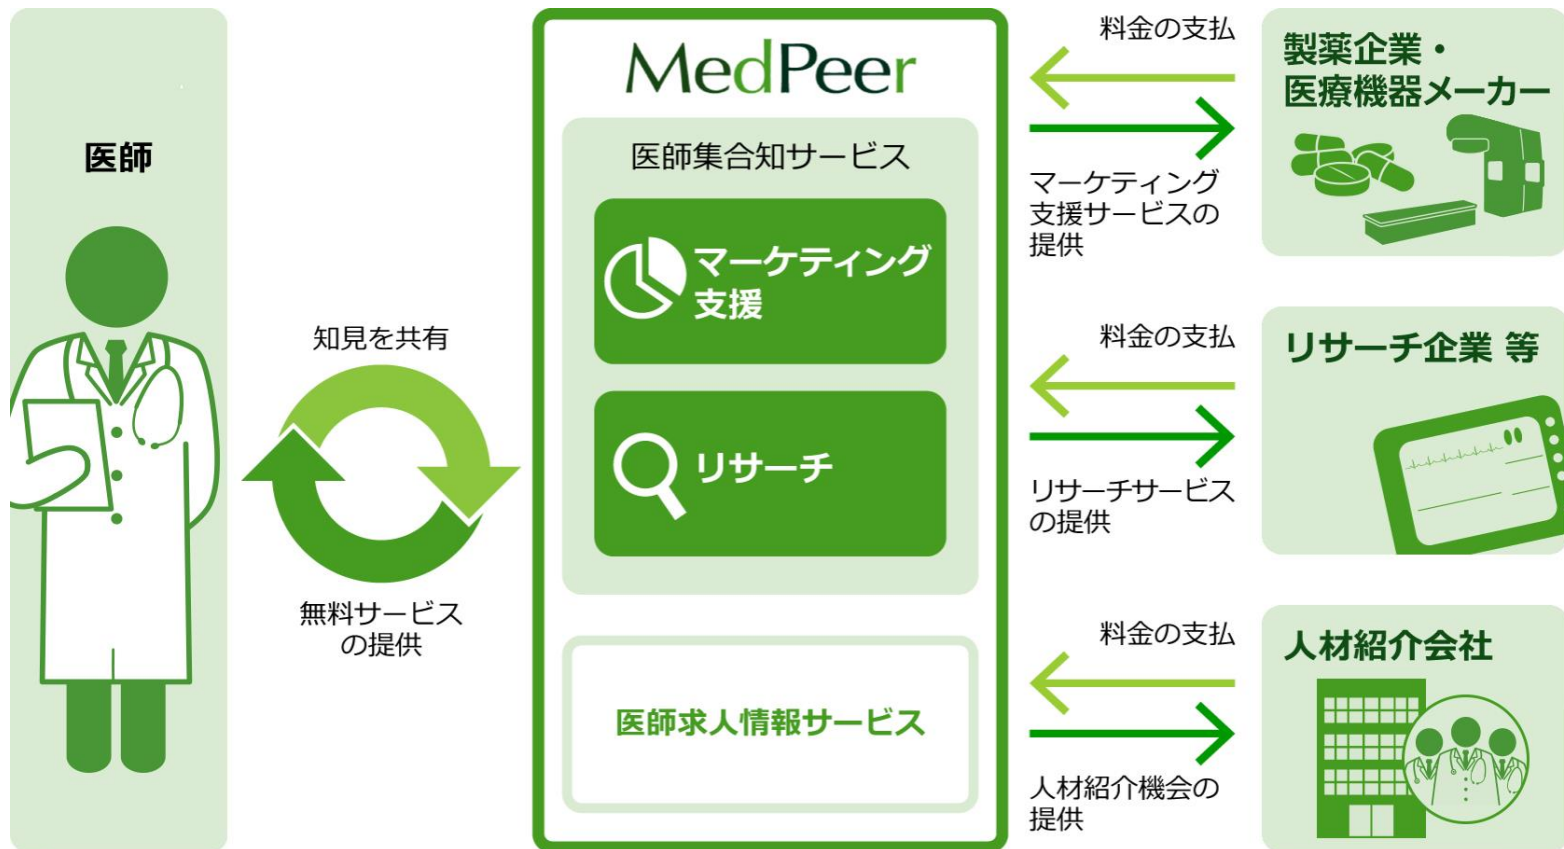 医師
知見を共有
無料サービス
の提供
MedPeer
医師集合知サービス
マーケティング
支援
リサーチ
医師求人情報サービス
料金の支払
マーケティング
支援サービスの
提供
製薬企業・
医療機器メーカー
料金の支払
リサーチサービス
の提供
リサーチ企業 等
料金の支払
人材紹介機会の
提供
人材紹介会社